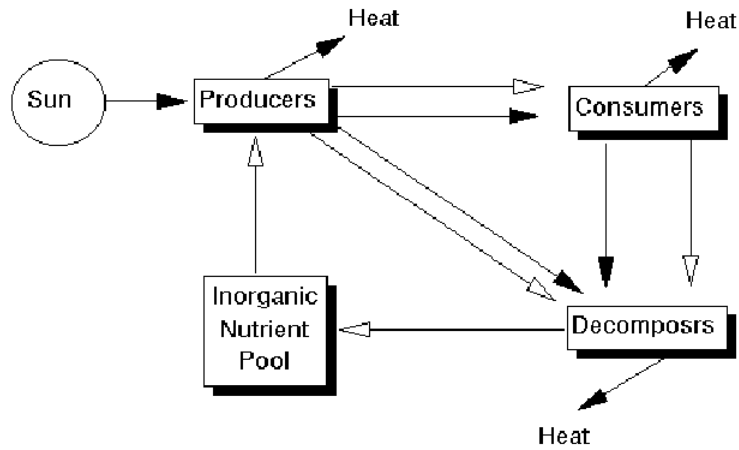 Heat
Heat
Sun
Producers
Consumers
Inorganic
Nutrient
Pool
Decomposrs
Heat